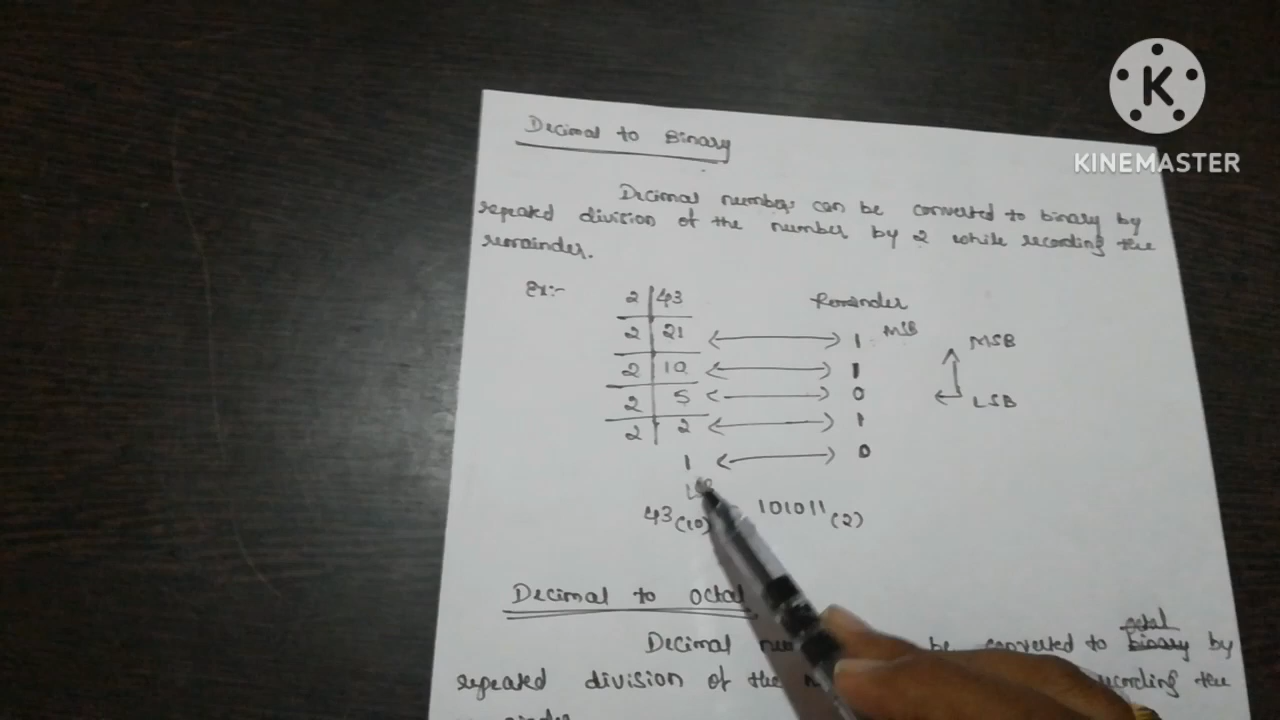 KINEMASTER
Decimal to Binary
Decimal numbers can be converted to binary by
repeated division of the number by 2 while recording the
remainder.
Ex:-
2 43 Remainder
2 21 1 MSB MSB
2 10 1
2 5 0 LSB
2 2 1
1 0
43(10) 101011(2)
Decimal to Octal
octal
Decimal be converted to binary by
repeated division of the recording the